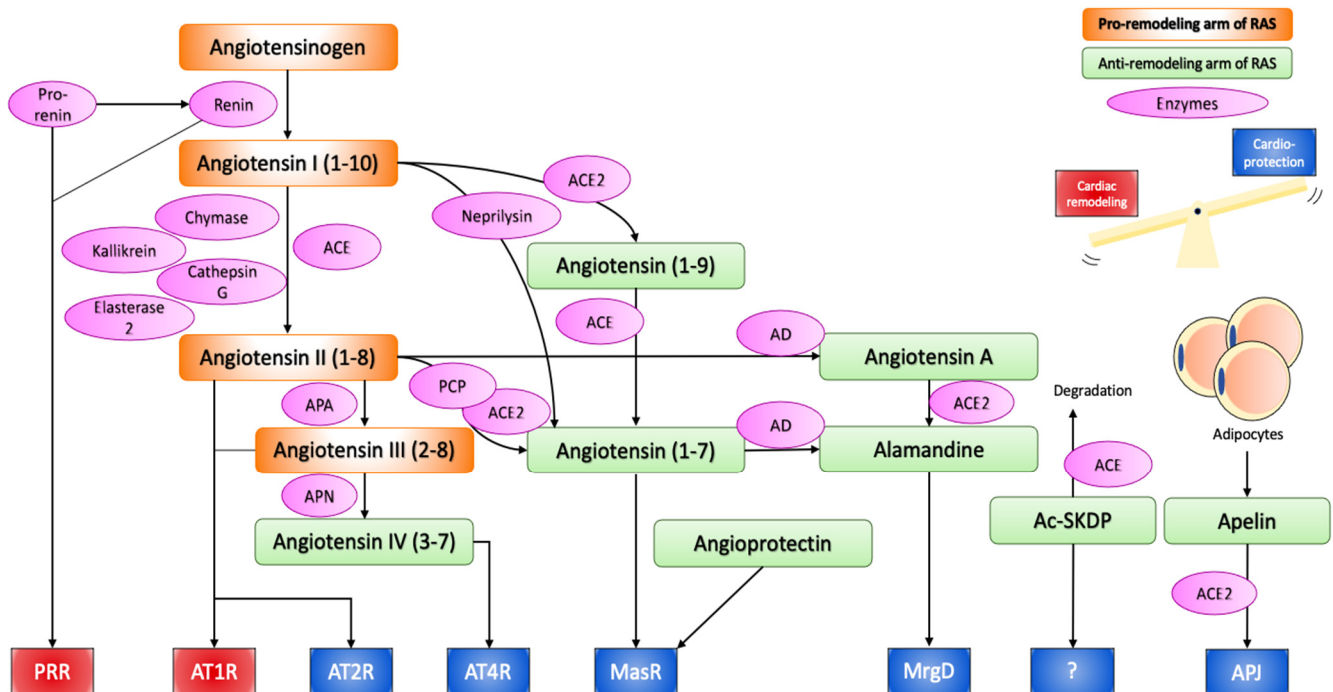 Angiotensinogen
Pro-remodeling arm of RAS
Anti-remodeling arm of RAS
Enzymes
Pro-
renin
Renin
Cardio-
protection
Cardiac
remodeling
Angiotensin I (1-10)
ACE2
Neprilysin
Chymase
Kallikrein
ACE
Cathepsin
G
Elasterase
2
Angiotensin (1-9)
ACE
AD
Angiotensin II (1-8)
Angiotensin A
PCP
ACE2
APA
ACE2
Degradation
Adipocytes
Angiotensin III (2-8)
Angiotensin (1-7)
AD
Alamandine
ACE
APN
Ac-SKDP
Apelin
Angiotensin IV (3-7)
Angioprotectin
ACE2
PRR
AT1R
AT2R
AT4R
MasR
MrgD
?
APJ